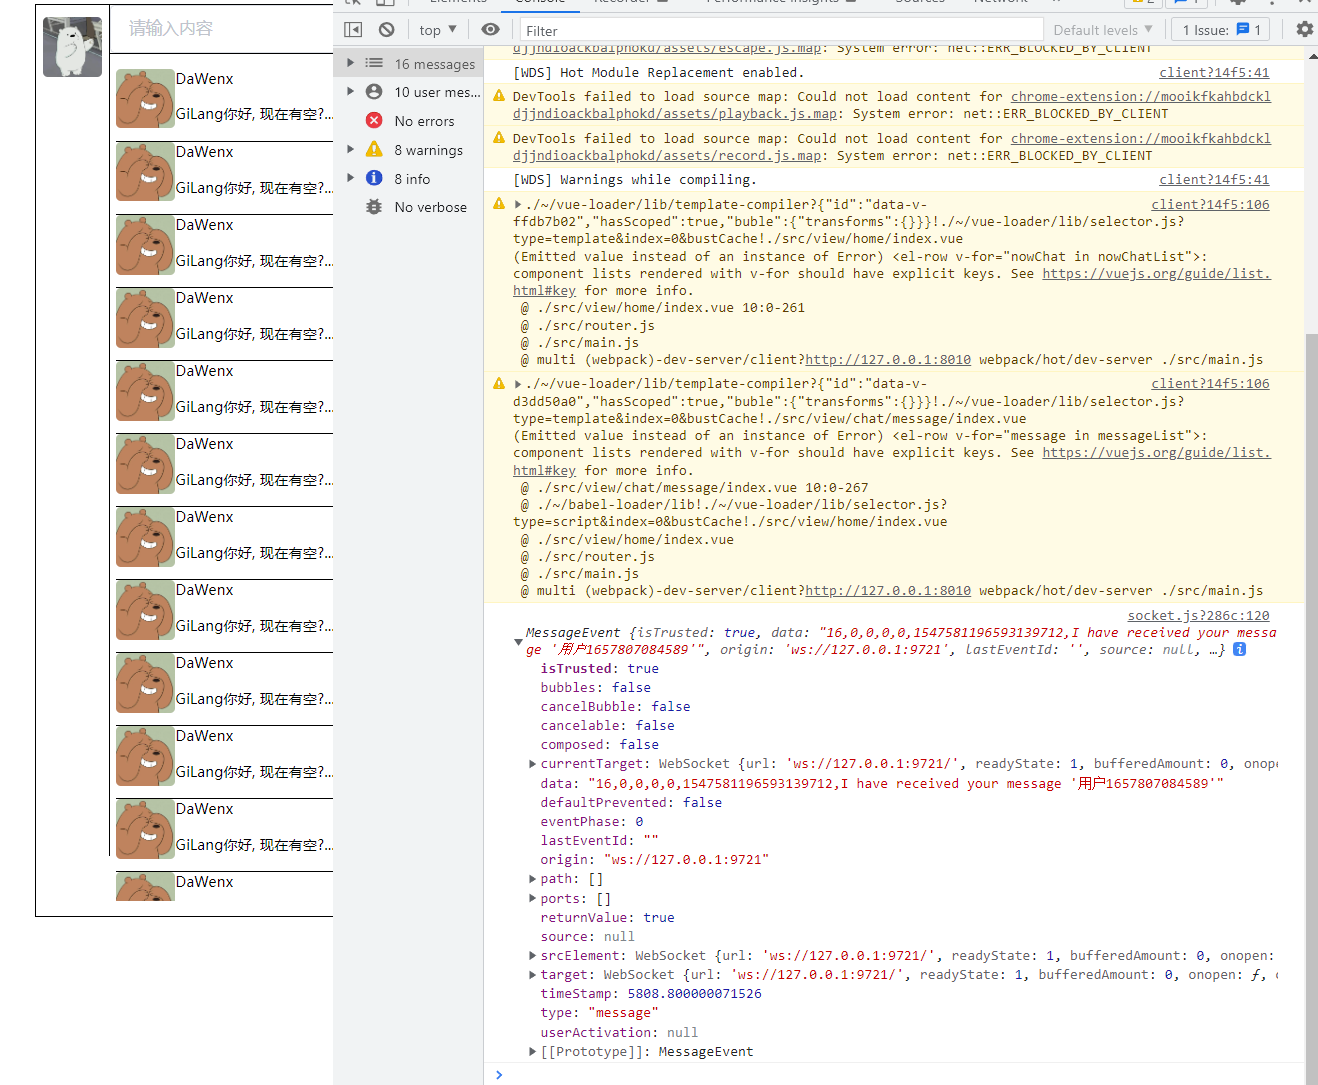 请输入内容
DaWenx
GiLang你好, 现在有空?...
DaWenx
GiLang你好, 现在有空?...
DaWenx
GiLang你好, 现在有空?...
DaWenx
GiLang你好, 现在有空?...
DaWenx
GiLang你好, 现在有空?...
DaWenx
GiLang你好, 现在有空?...
DaWenx
GiLang你好, 现在有空?...
DaWenx
GiLang你好, 现在有空?...
DaWenx
GiLang你好, 现在有空?...
DaWenx
GiLang你好, 现在有空?...
DaWenx
GiLang你好, 现在有空?...
DaWenx
Elements Console Recorder Performance insights Sources Network
top ▼ Filter Default levels ▼ 1 Issue: 1
16 messages
10 user mes...
No errors
8 warnings
8 info
No verbose
djjndioackbalphokd/assets/escape.js.map: System error: net::ERR_BLOCKED_BY_CLIENT
[WDS] Hot Module Replacement enabled. client?14f5:41
DevTools failed to load source map: Could not load content for chrome-extension://mooikfkahbdckl
djjndioackbalphokd/assets/playback.js.map: System error: net::ERR_BLOCKED_BY_CLIENT
DevTools failed to load source map: Could not load content for chrome-extension://mooikfkahbdckl
djjndioackbalphokd/assets/record.js.map: System error: net::ERR_BLOCKED_BY_CLIENT
[WDS] Warnings while compiling. client?14f5:41
./~/vue-loader/lib/template-compiler?{"id":"data-v- client?14f5:106
ffdb7b02","hasScoped":true,"buble":{"transforms":{}}}!./~/vue-loader/lib/selector.js?
type=template&index=0&bustCache!./src/view/home/index.vue
(Emitted value instead of an instance of Error) <el-row v-for="nowChat in nowChatList">:
component lists rendered with v-for should have explicit keys. See https://vuejs.org/guide/list.
html#key for more info.
@ ./src/view/home/index.vue 10:0-261
@ ./src/router.js
@ ./src/main.js
@ multi (webpack)-dev-server/client?http://127.0.0.1:8010 webpack/hot/dev-server ./src/main.js
./~/vue-loader/lib/template-compiler?{"id":"data-v- client?14f5:106
d3dd50a0","hasScoped":true,"buble":{"transforms":{}}}!./~/vue-loader/lib/selector.js?
type=template&index=0&bustCache!./src/view/chat/message/index.vue
(Emitted value instead of an instance of Error) <el-row v-for="message in messageList">:
component lists rendered with v-for should have explicit keys. See https://vuejs.org/guide/list.
html#key for more info.
@ ./src/view/chat/message/index.vue 10:0-267
@ ./~/babel-loader/lib!./~/vue-loader/lib/selector.js?
type=script&index=0&bustCache!./src/view/home/index.vue
@ ./src/view/home/index.vue
@ ./src/router.js
@ ./src/main.js
@ multi (webpack)-dev-server/client?http://127.0.0.1:8010 webpack/hot/dev-server ./src/main.js
socket.js?286c:120
MessageEvent {isTrusted: true, data: "16,0,0,0,0,1547581196593139712,I have received your messa
ge '用户1657807084589'", origin: 'ws://127.0.0.1:9721', lastEventId: '', source: null, …}
isTrusted: true
bubbles: false
cancelBubble: false
cancelable: false
composed: false
currentTarget: WebSocket {url: 'ws://127.0.0.1:9721/', readyState: 1, bufferedAmount: 0, onope
data: "16,0,0,0,0,1547581196593139712,I have received your message '用户1657807084589'"
defaultPrevented: false
eventPhase: 0
lastEventId: ""
origin: "ws://127.0.0.1:9721"
path: []
ports: []
returnValue: true
source: null
srcElement: WebSocket {url: 'ws://127.0.0.1:9721/', readyState: 1, bufferedAmount: 0, onopen:
target: WebSocket {url: 'ws://127.0.0.1:9721/', readyState: 1, bufferedAmount: 0, onopen: ƒ,
timeStamp: 5808.800000071526
type: "message"
userActivation: null
[[Prototype]]: MessageEvent